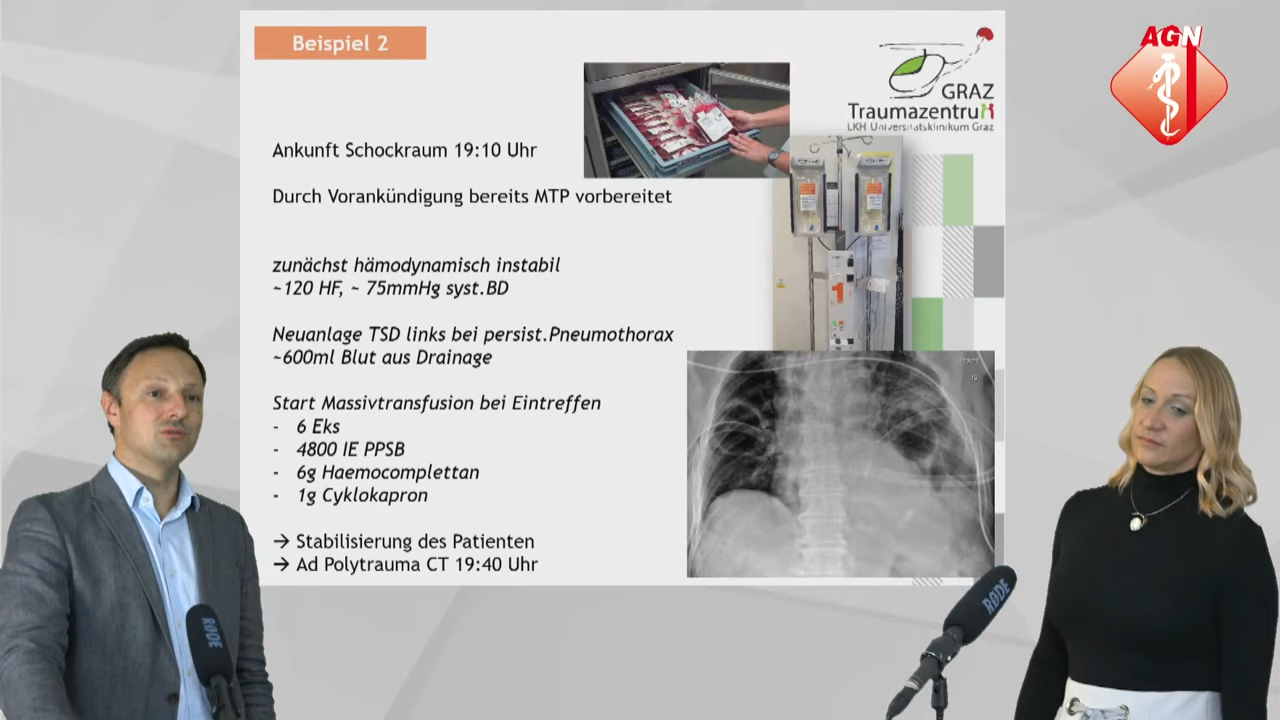 Beispiel 2
AGN
GRAZ
Traumazentrum
LKH Universitätsklinikum Graz
Ankunft Schockraum 19:10 Uhr
Durch Vorankündigung bereits MTP vorbereitet
zunächst hämodynamisch instabil
~120 HF, ~ 75mmHg syst.BD
1
Neuanlage TSD links bei persist.Pneumothorax
~600ml Blut aus Drainage
Start Massivtransfusion bei Eintreffen
- 6 Eks
- 4800 IE PPSB
- 6g Haemocomplettan
- 1g Cyklokapron
→ Stabilisierung des Patienten
→ Ad Polytrauma CT 19:40 Uhr
RØDE
RØDE